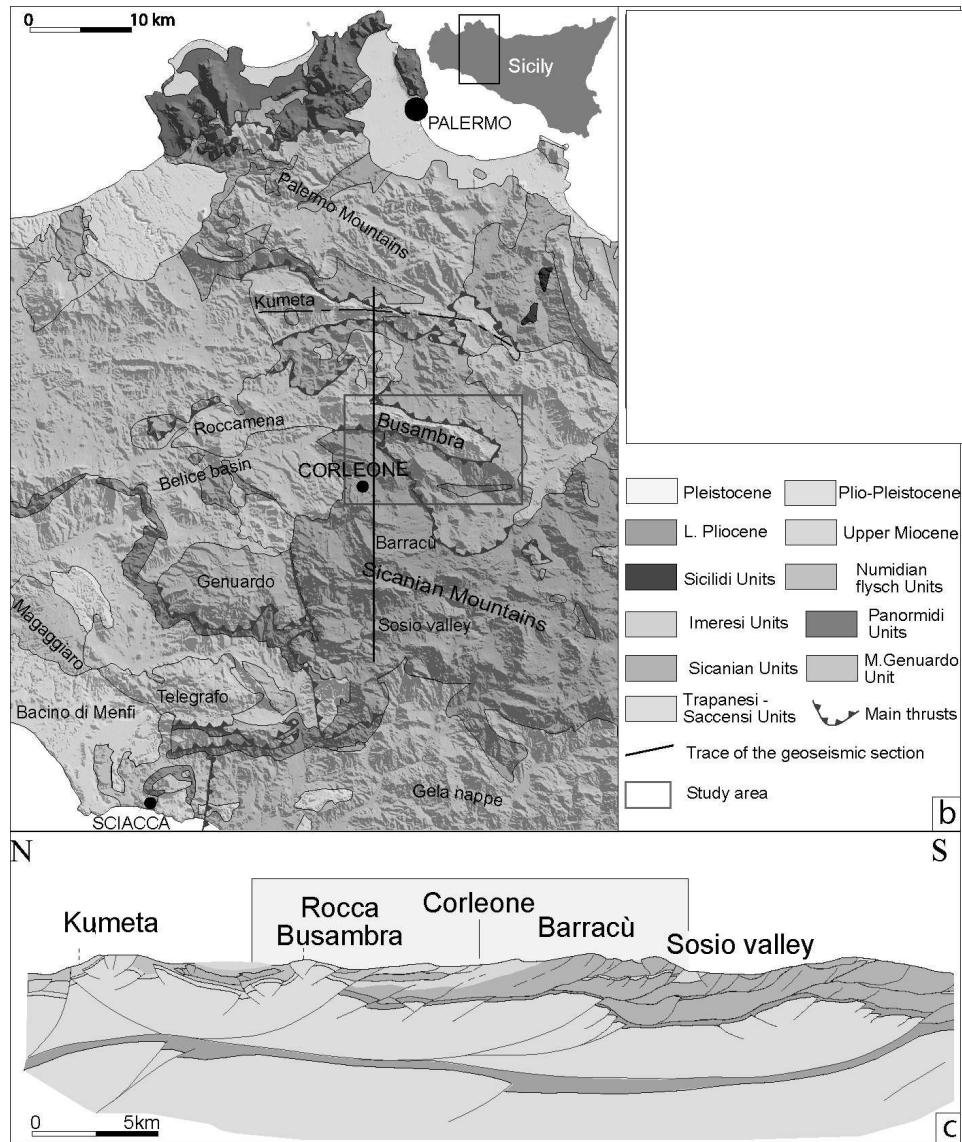 0 10 km
Sicily
PALERMO
Palermo Mountains
Kumeta
Roccamena
Busambra
Belice basin
CORLEONE
Barracù
Genuardo
Sicanian Mountains
Sosio valley
Magaggiaro
Telegrafo
Bacino di Menfi
Gela nappe
SCIACCA
Pleistocene
Plio-Pleistocene
L. Pliocene
Upper Miocene
Sicilidi Units
Numidian
flysch Units
Imeresi Units
Panormidi
Units
Sicanian Units
M.Genuardo
Unit
Trapanesi -
Saccensi Units
Main thrusts
Trace of the geoseismic section
Study area
b
N
S
Kumeta
Rocca
Busambra
Corleone
Barracù
Sosio valley
0 5km
c